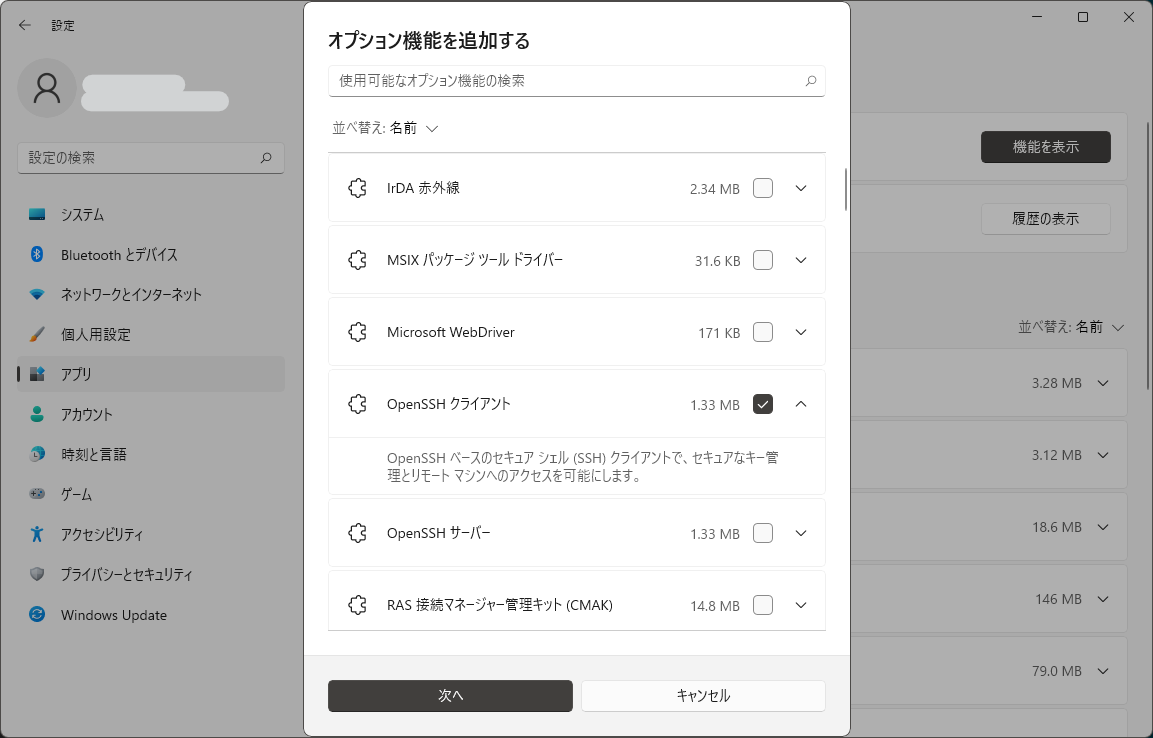 設定
設定の検索
システム
Bluetooth とデバイス
ネットワークとインターネット
個人用設定
アプリ
アカウント
時刻と言語
ゲーム
アクセシビリティ
プライバシーとセキュリティ
Windows Update
オプション機能を追加する
使用可能なオプション機能の検索
並べ替え: 名前
IrDA 赤外線 2.34 MB
MSIX パッケージ ツール ドライバー 31.6 KB
Microsoft WebDriver 171 KB
OpenSSH クライアント 1.33 MB
OpenSSH ベースのセキュア シェル (SSH) クライアントで、セキュアなキー管
理とリモート マシンへのアクセスを可能にします。
OpenSSH サーバー 1.33 MB
RAS 接続マネージャー管理キット (CMAK) 14.8 MB
次へ キャンセル
機能を表示
履歴の表示
並べ替え: 名前
3.28 MB
3.12 MB
18.6 MB
146 MB
79.0 MB